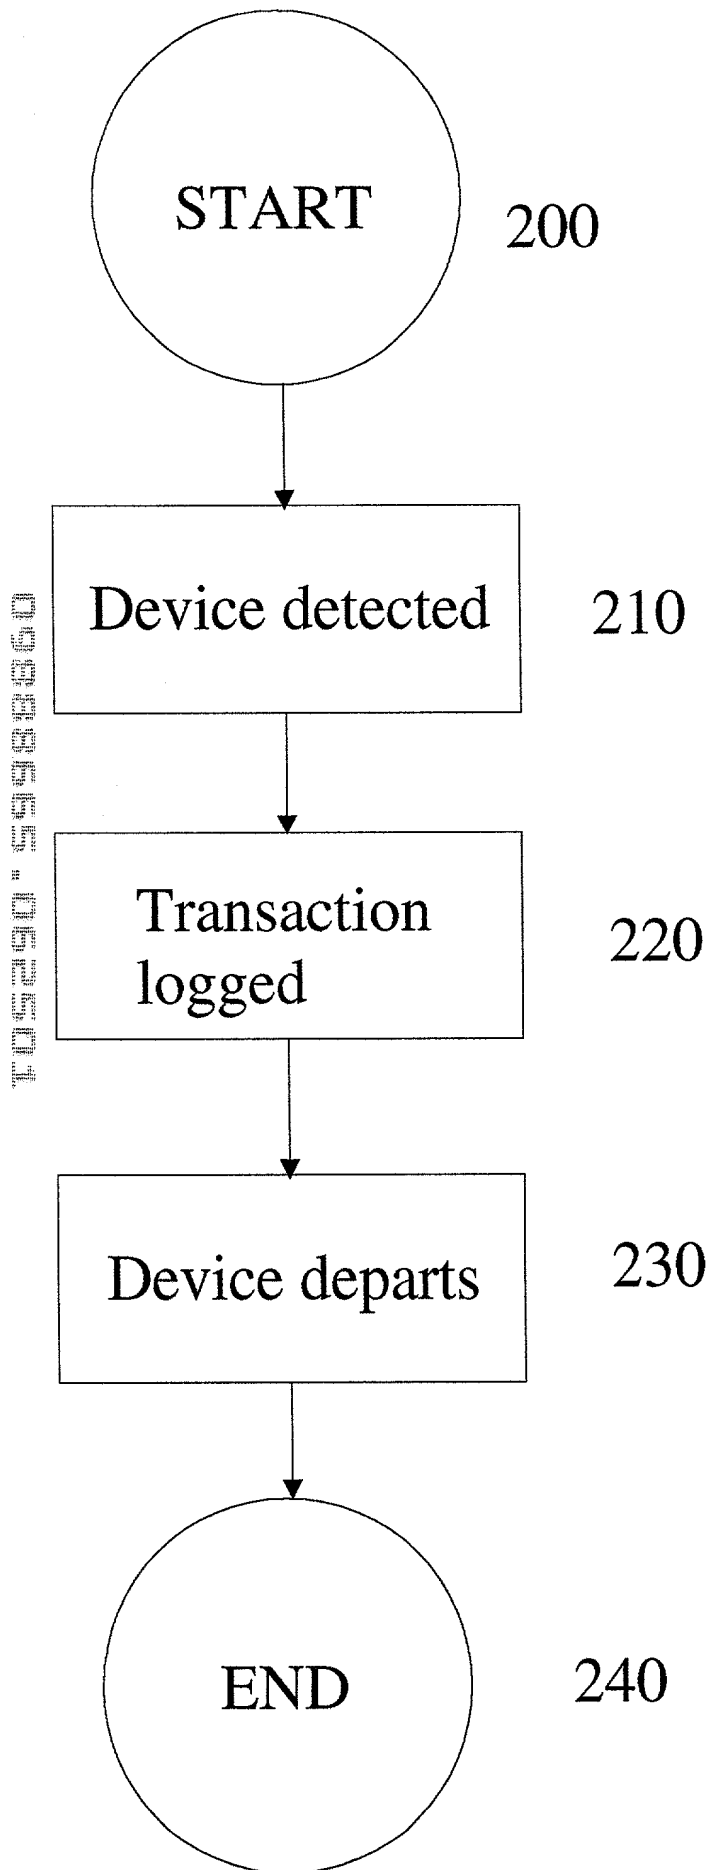 START
200
Device detected
210
Transaction
logged
220
Device departs
230
END
240